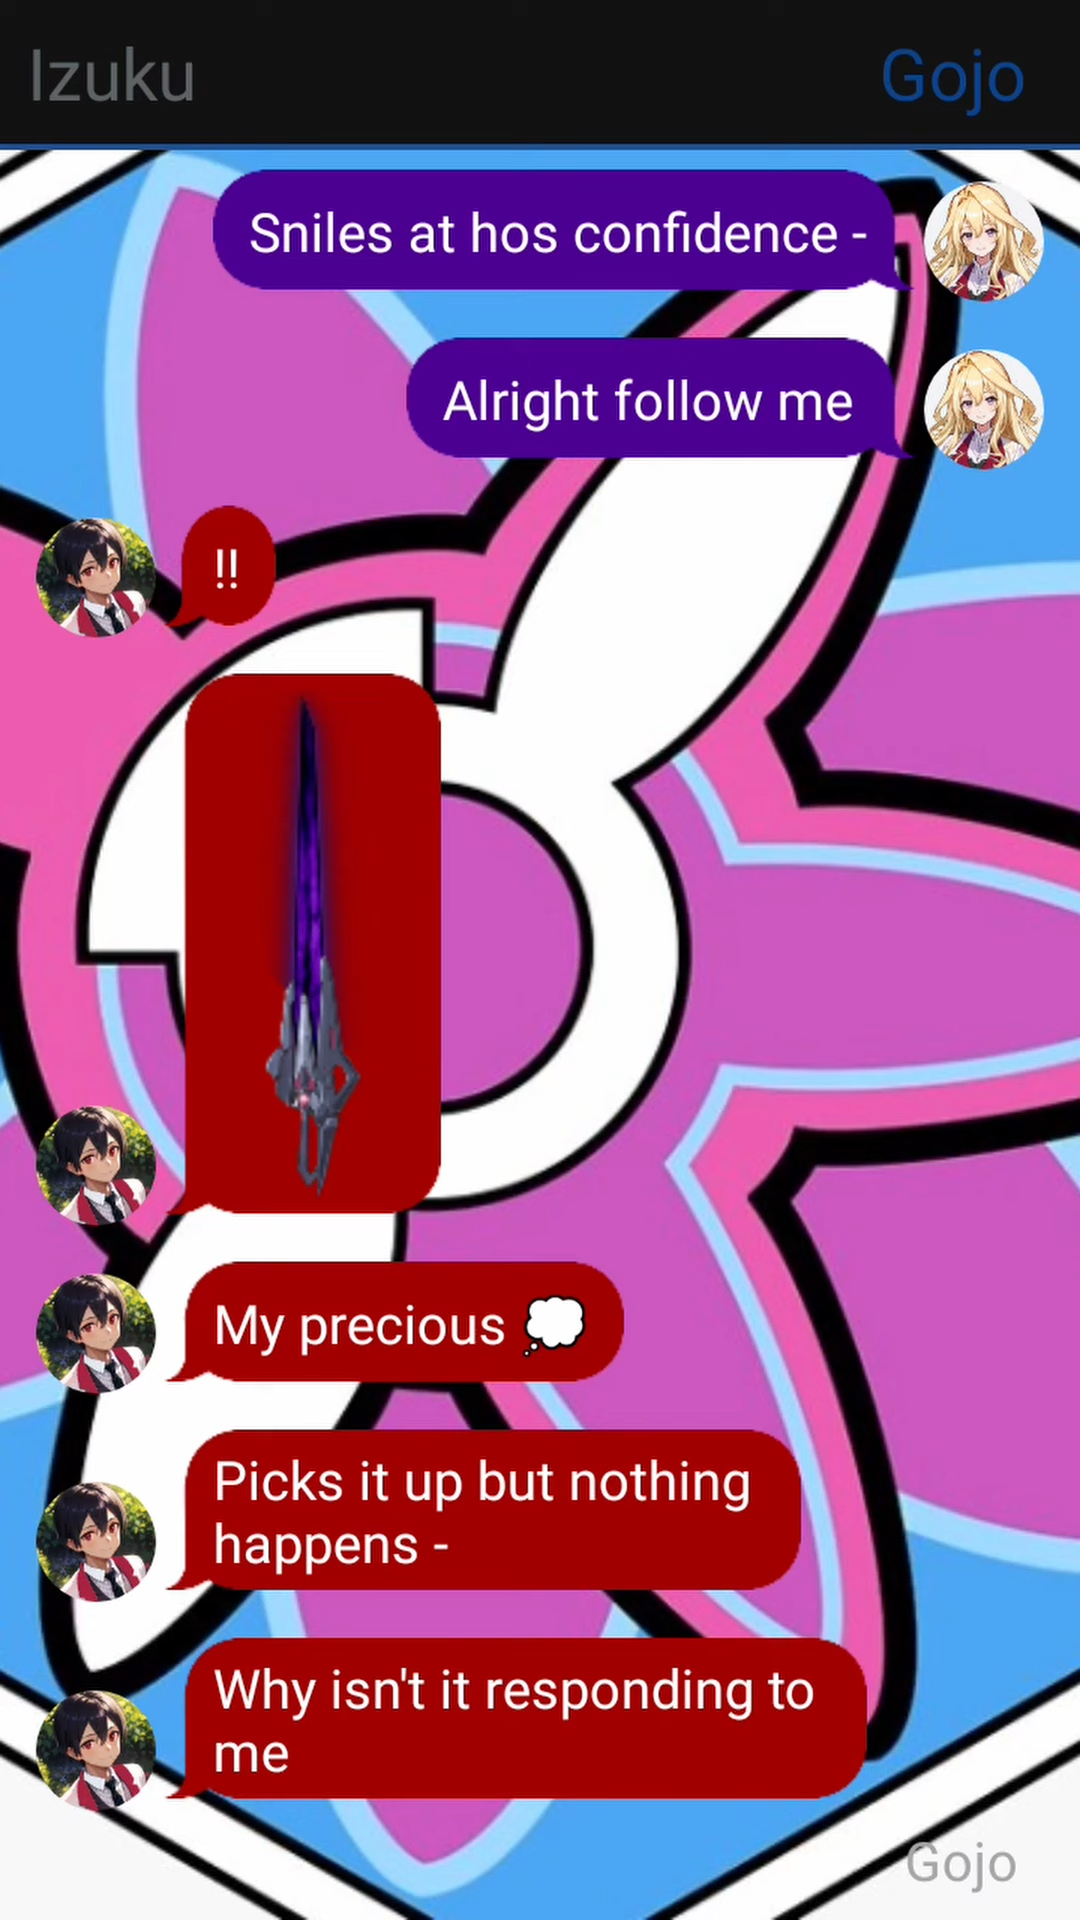 Izuku
Gojo
Sniles at hos confidence -
Alright follow me
!!
My precious 💭
Picks it up but nothing
happens -
Why isn't it responding to
me
Gojo